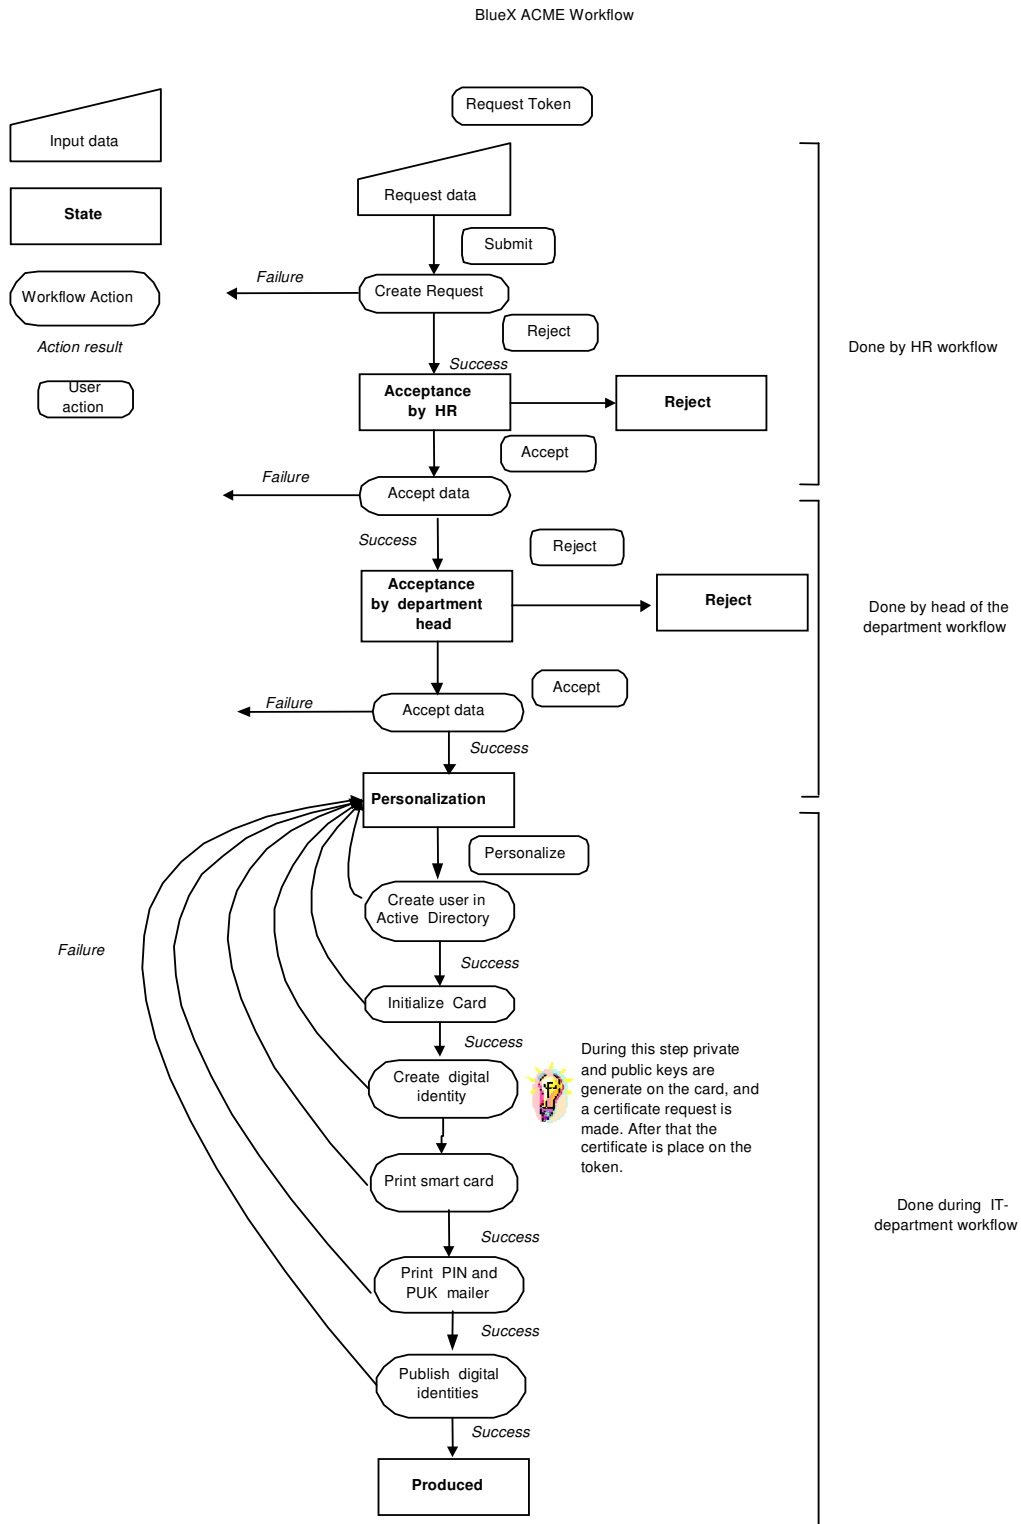 BlueX ACME Workflow
Input data
State
Workflow Action
Action result
User
action
Request Token
Request data
Submit
Failure
Create Request
Reject
Success
Acceptance
by HR
Reject
Accept
Done by HR workflow
Failure
Accept data
Success
Reject
Acceptance
by department
head
Reject
Done by head of the
department workflow
Accept
Failure
Accept data
Success
Personalization
Personalize
Create user in
Active Directory
Failure
Success
Initialize Card
Success
Create digital
identity
During this step private
and public keys are
generate on the card, and
a certificate request is
made. After that the
certificate is place on the
token.
Print smart card
Done during IT-
department workflow
Success
Print PIN and
PUK mailer
Success
Publish digital
identities
Success
Produced